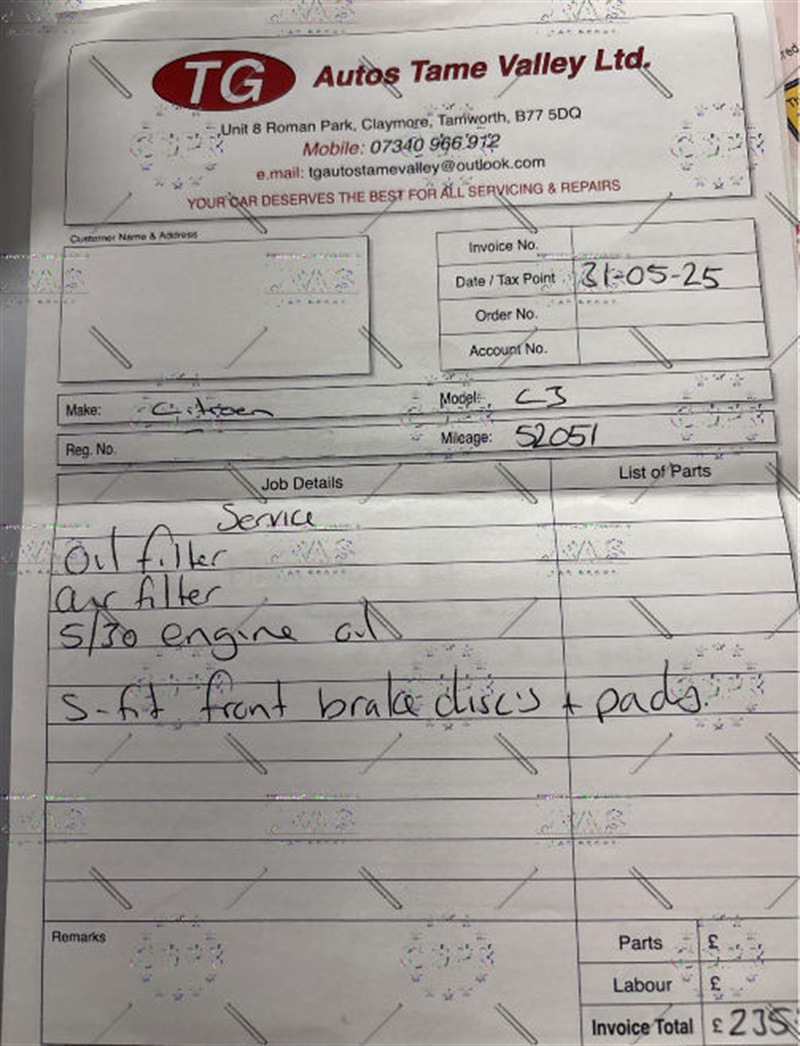 TG Autos Tame Valley Ltd.
Unit 8 Roman Park, Claymore, Tamworth, B77 5DQ
Mobile: 07340 966 912
e.mail: tgautostamevalley@outlook.com
YOUR CAR DESERVES THE BEST FOR ALL SERVICING & REPAIRS
Customer Name & Address
Invoice No.
Date / Tax Point 31-05-25
Order No.
Account No.
Make: Citroen Model: C3
Reg. No. Mileage: 52051
Job Details List of Parts
Service
Oil filter
air filter
5/30 engine oil
S-fit front brake disc's + pads.
Remarks
Parts £
Labour £
Invoice Total £ 235